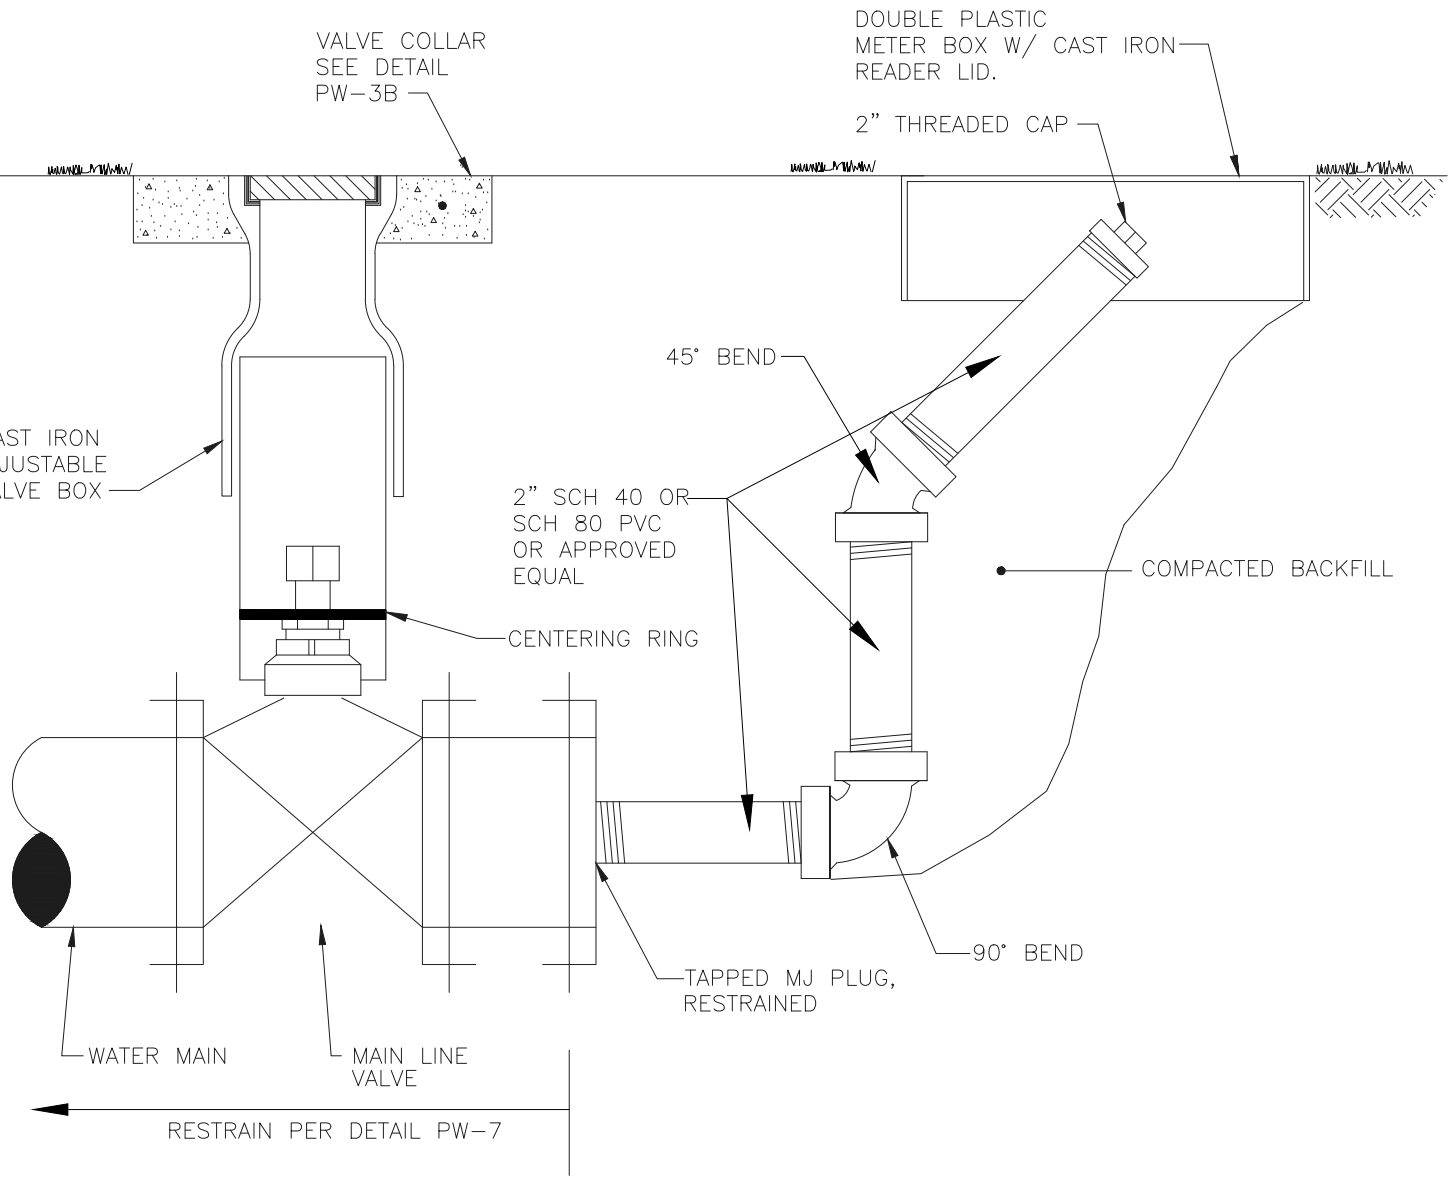 VALVE COLLAR
SEE DETAIL
PW-3B
DOUBLE PLASTIC
METER BOX W/ CAST IRON
READER LID.
2" THREADED CAP
45° BEND
IRON
BOX
2" SCH 40 OR
SCH 80 PVC
OR APPROVED
EQUAL
COMPACTED BACKFILL
CENTERING RING
90° BEND
TAPPED MJ PLUG,
RESTRAINED
WATER MAIN
MAIN LINE
VALVE
RESTRAIN PER DETAIL PW-7